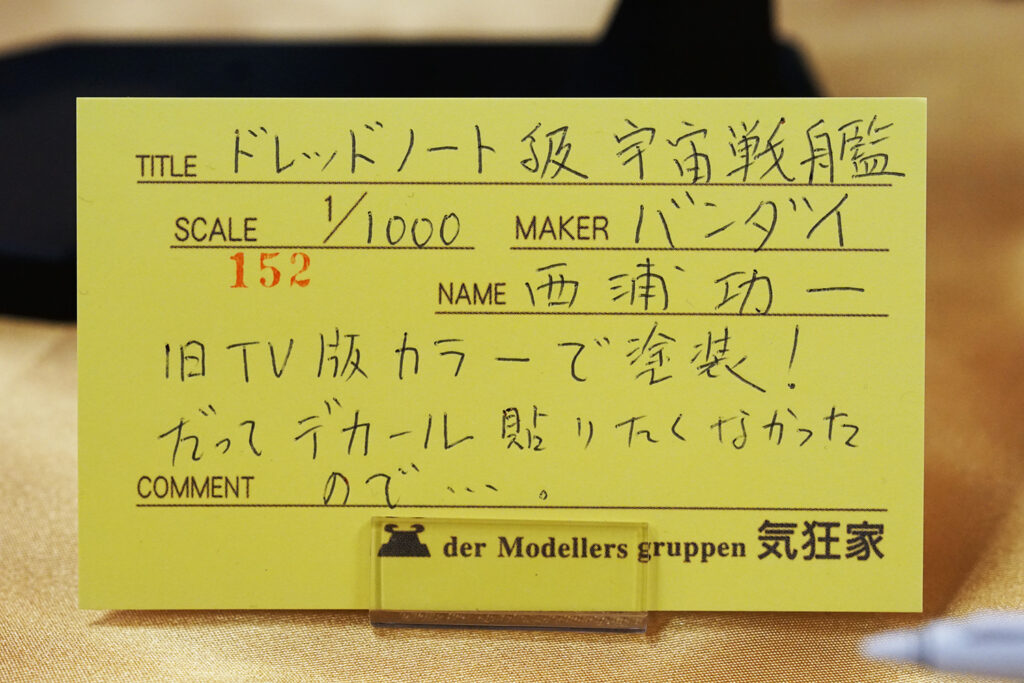 TITLE ドレッドノート級 宇宙戦艦
SCALE 1/1000 MAKER バンダイ
152
NAME 西浦功一
旧TV版カラーで塗装!
だってデカール貼りたくなかった
COMMENT ので…。
der Modellers gruppen 気狂家